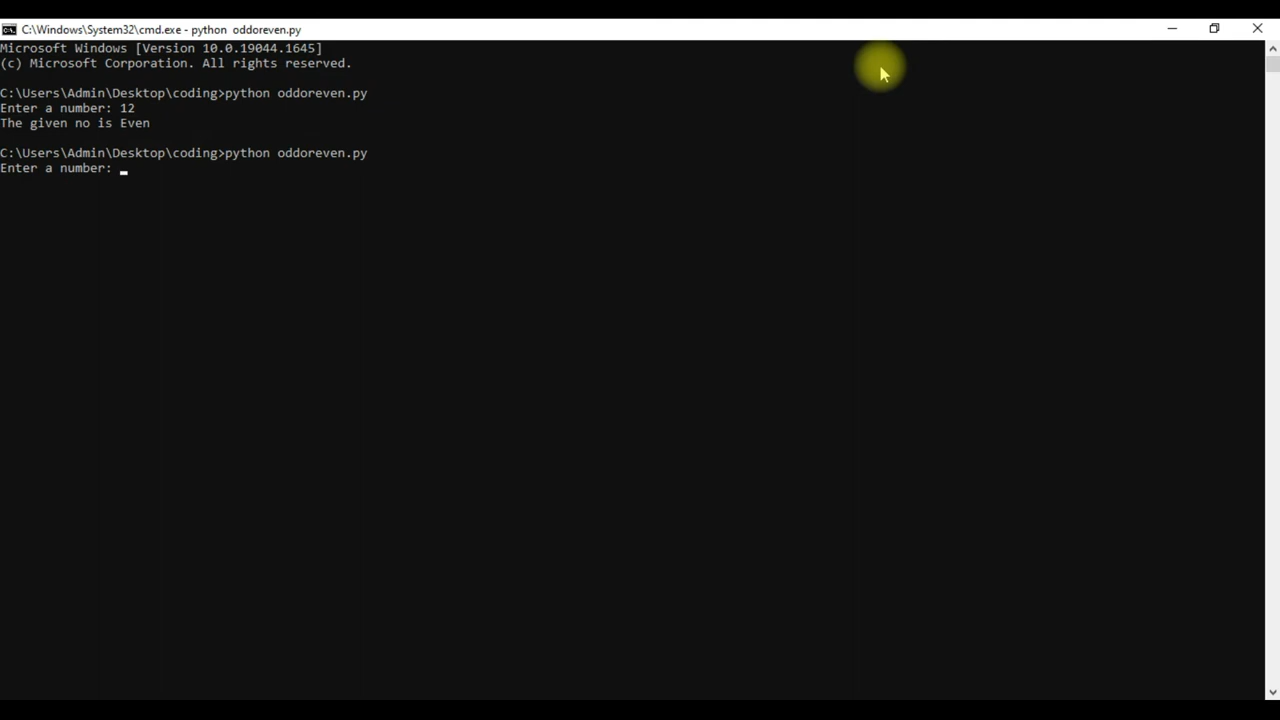 C:\Windows\System32\cmd.exe - python  oddoreven.py
Microsoft Windows [Version 10.0.19044.1645]
(c) Microsoft Corporation. All rights reserved.
C:\Users\Admin\Desktop\coding>python oddoreven.py
Enter a number: 12
The given no is Even
C:\Users\Admin\Desktop\coding>python oddoreven.py
Enter a number: